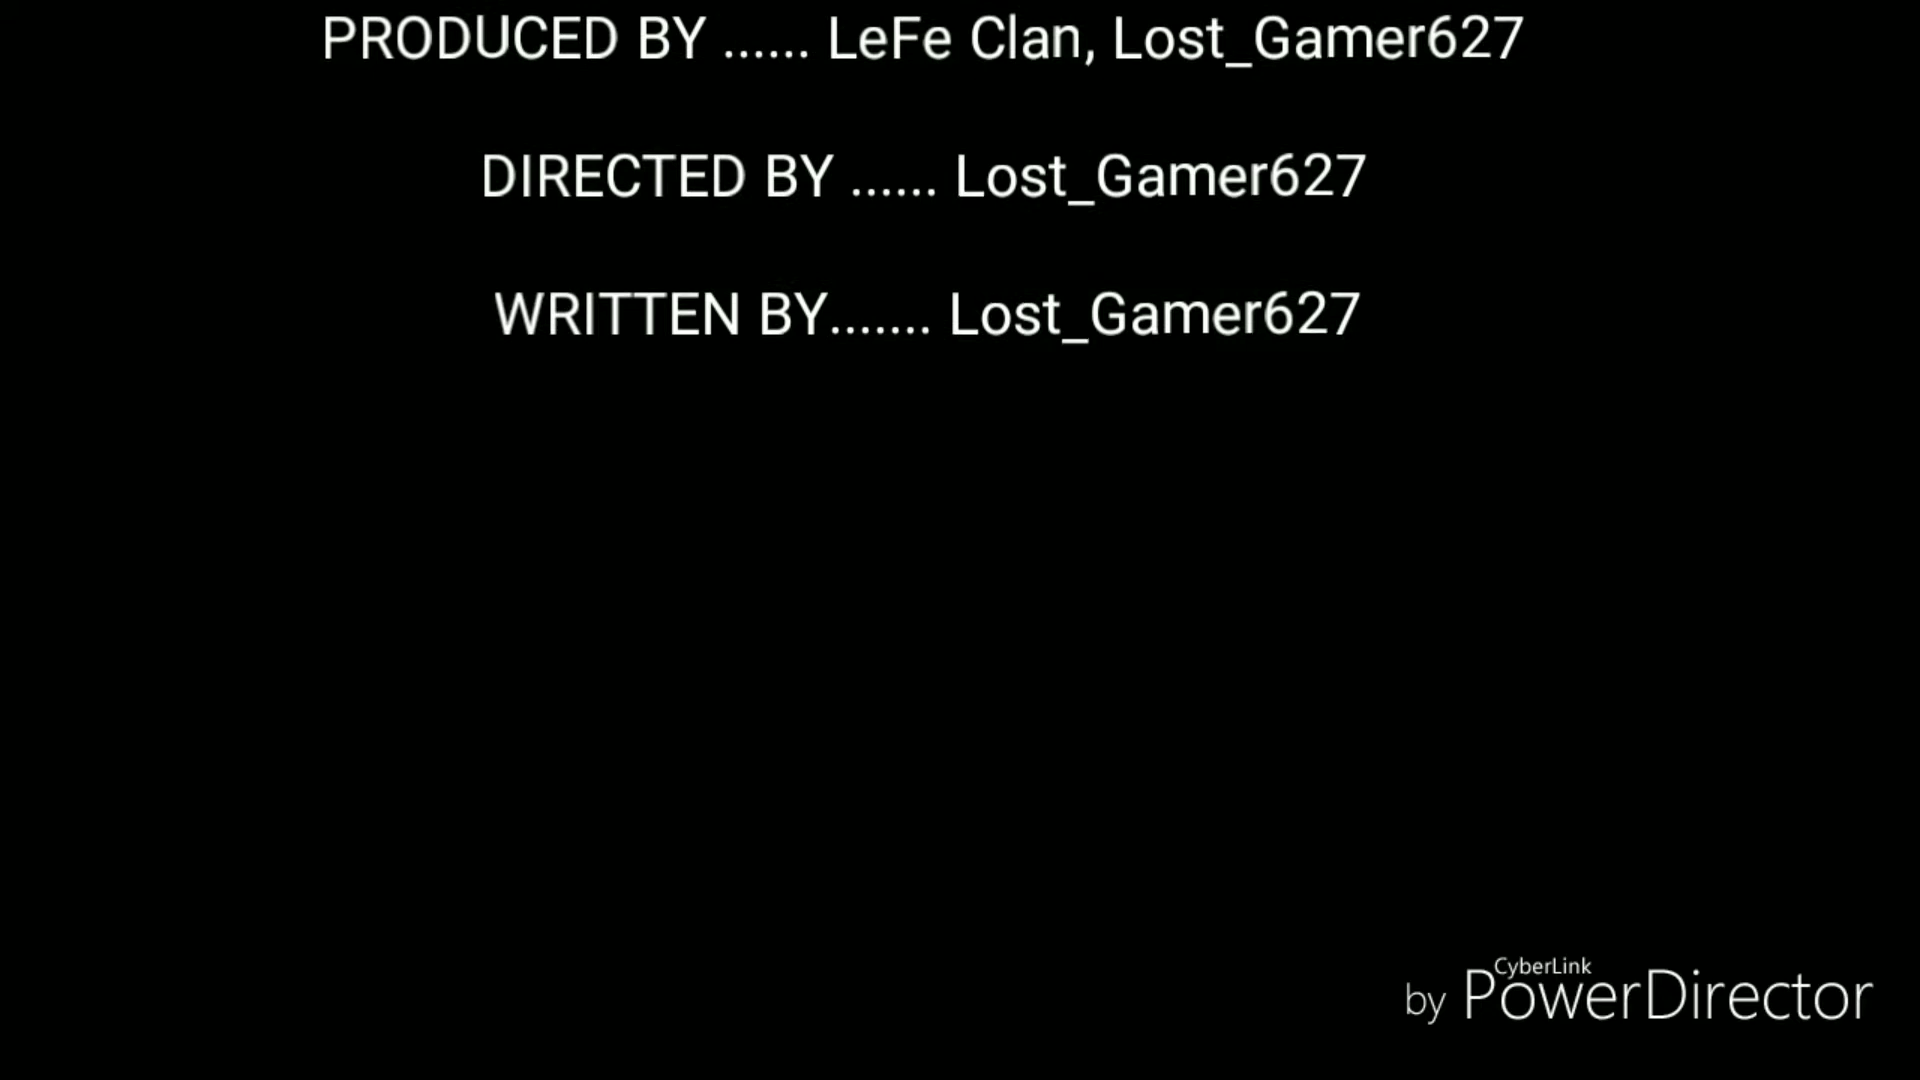 PRODUCED BY ...... LeFe Clan, Lost_Gamer627
DIRECTED BY ...... Lost_Gamer627
WRITTEN BY....... Lost_Gamer627
CyberLink
by PowerDirector